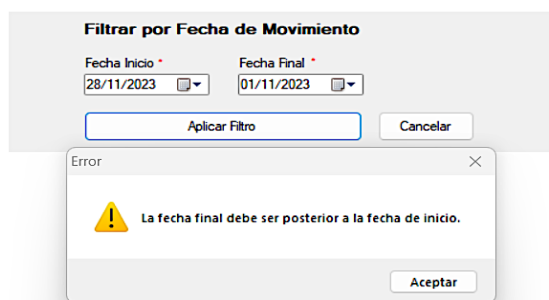 Filtrar por Fecha de Movimiento
Fecha Inicio * Fecha Final *
28/11/2023 01/11/2023
Aplicar Filtro Cancelar
Error
La fecha final debe ser posterior a la fecha de inicio.
Aceptar